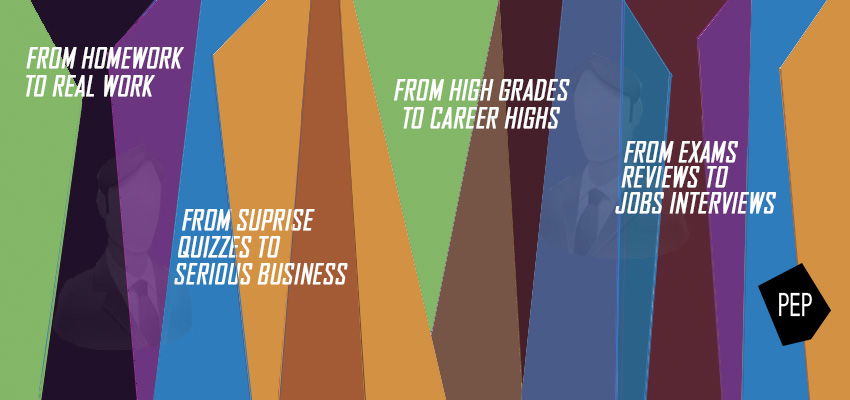 FROM HOMEWORK
TO REAL WORK
FROM SUPRISE
QUIZZES TO
SERIOUS BUSINESS
FROM HIGH GRADES
TO CAREER HIGHS
FROM EXAMS
REVIEWS TO
JOBS INTERVIEWS
PEP